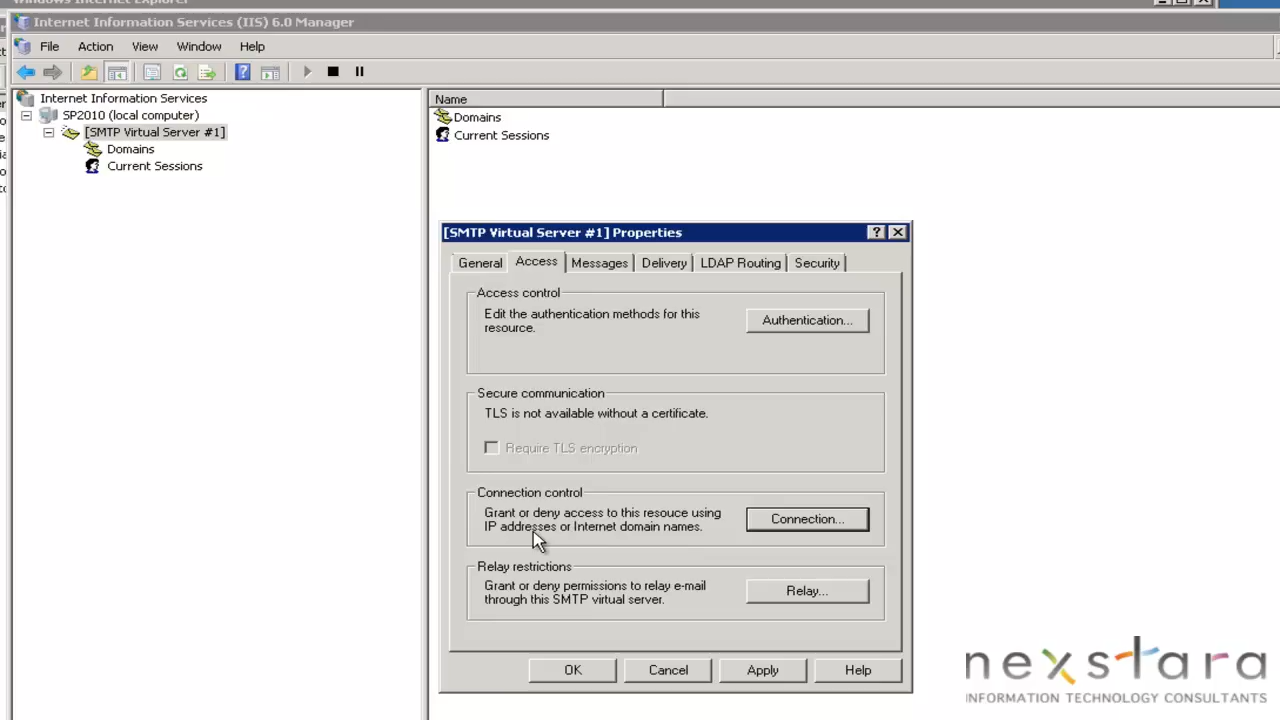 Windows Internet Explorer
Internet Information Services (IIS) 6.0 Manager
File Action View Window Help
Internet Information Services
SP2010 (local computer)
[SMTP Virtual Server #1]
Domains
Current Sessions
Name
Domains
Current Sessions
[SMTP Virtual Server #1] Properties
General Access Messages Delivery LDAP Routing Security
Access control
Edit the authentication methods for this
resource.
Authentication...
Secure communication
TLS is not available without a certificate.
Require TLS encryption
Connection control
Grant or deny access to this resouce using
IP addresses or Internet domain names.
Connection...
Relay restrictions
Grant or deny permissions to relay e-mail
through this SMTP virtual server.
Relay...
OK Cancel Apply Help
nexstara
INFORMATION TECHNOLOGY CONSULTANTS